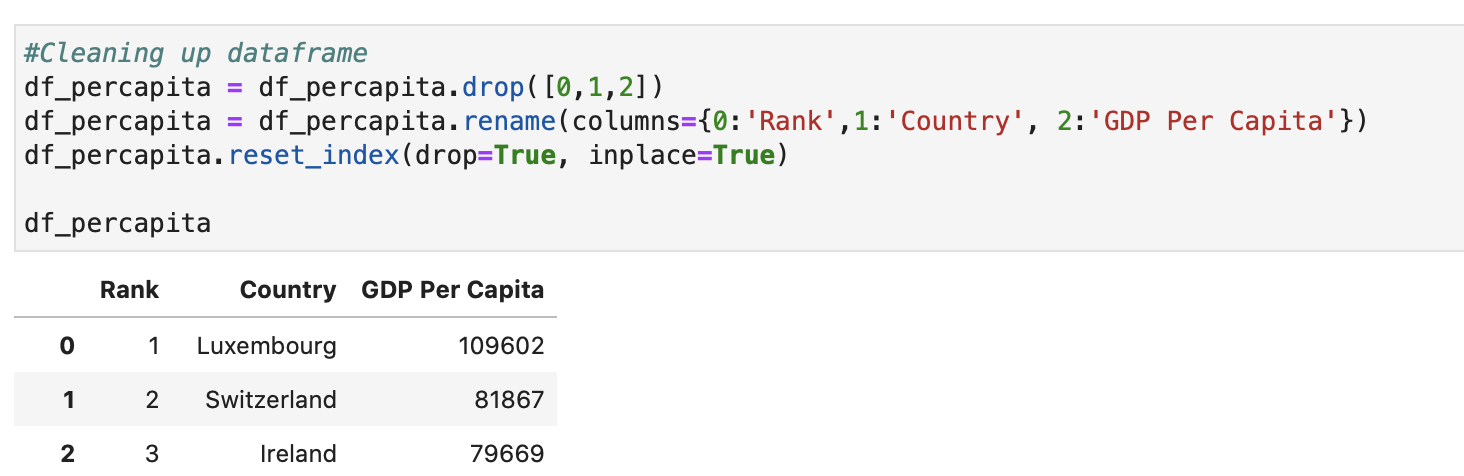 #Cleaning up dataframe
df_percapita = df_percapita.drop([0,1,2])
df_percapita = df_percapita.rename(columns={0:'Rank',1:'Country', 2:'GDP Per Capita'})
df_percapita.reset_index(drop=True, inplace=True)
df_percapita
Rank Country GDP Per Capita
0 1 Luxembourg 109602
1 2 Switzerland 81867
2 3 Ireland 79669